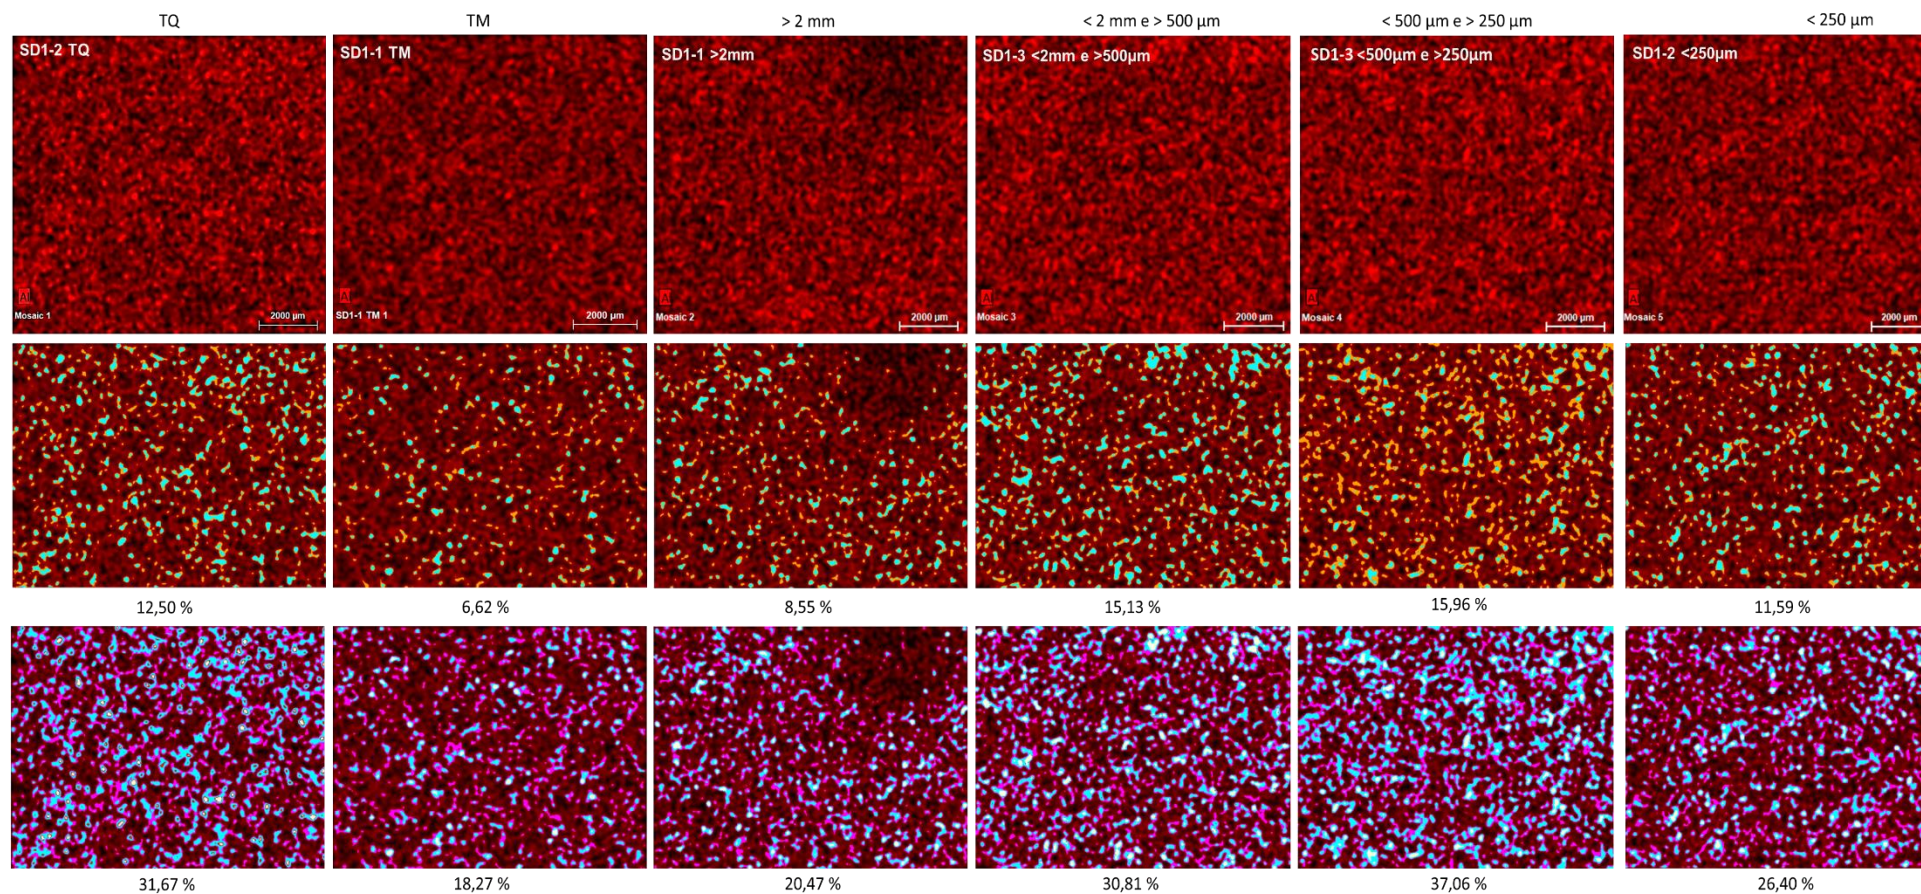 TQ TM > 2 mm < 2 mm e > 500 µm < 500 µm e > 250 µm < 250 µm
SD1-2 TQ SD1-1 TM SD1-1 >2mm SD1-3 <2mm e >500µm SD1-3 <500µm e >250µm SD1-2 <250µm
Al Al Al Al Al Al
Mosaic 1 2000 µm SD1-1 TM 1 2000 µm Mosaic 2 2000 µm Mosaic 3 2000 µm Mosaic 4 2000 µm Mosaic 5 2000 µm
12,50 % 6,62 % 8,55 % 15,13 % 15,96 % 11,59 %
31,67 % 18,27 % 20,47 % 30,81 % 37,06 % 26,40 %